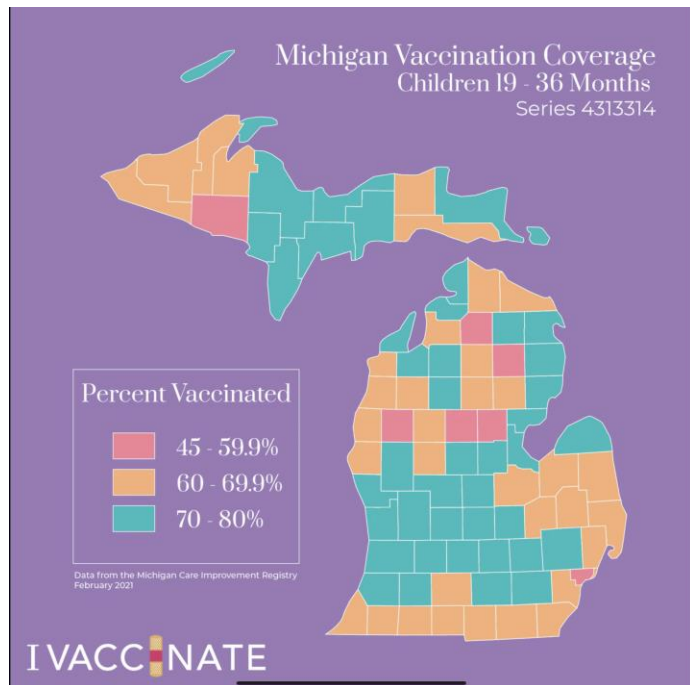 Michigan Vaccination Coverage
Children 19 - 36 Months
Series 4313314
Percent Vaccinated
45 - 59.9%
60 - 69.9%
70 - 80%
Data from the Michigan Care Improvement Registry
February 2021
I VACCINATE